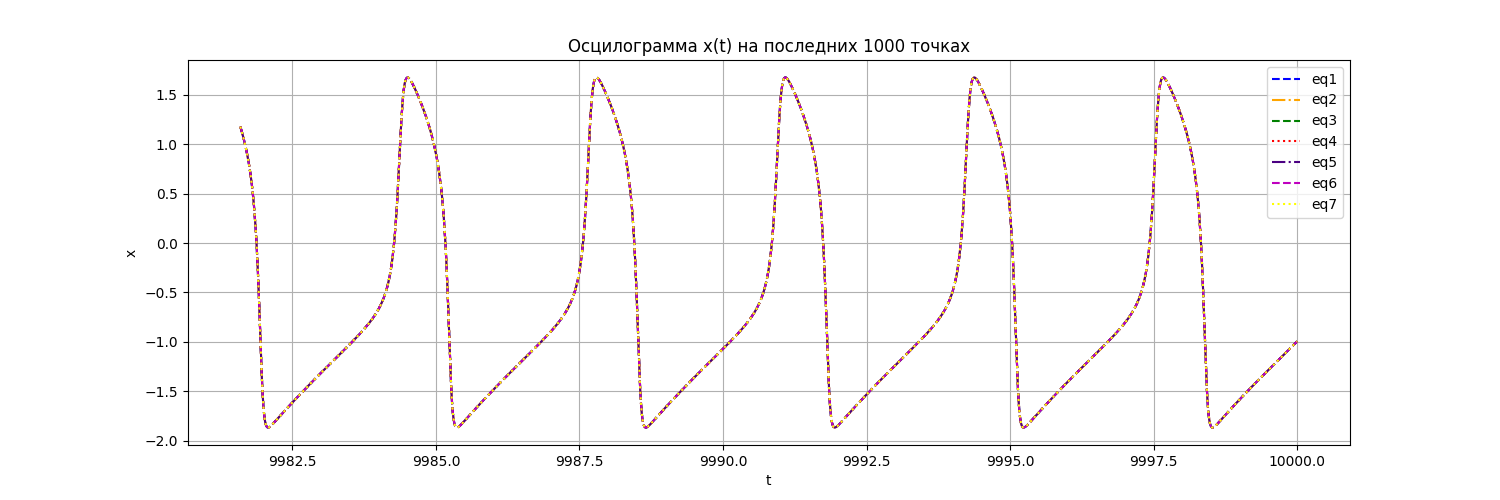 Осцилограмма x(t) на последних 1000 точках
1.5
1.0
0.5
0.0
−0.5
−1.0
−1.5
−2.0
x
9982.5
9985.0
9987.5
9990.0
9992.5
9995.0
9997.5
10000.0
t
eq1
eq2
eq3
eq4
eq5
eq6
eq7